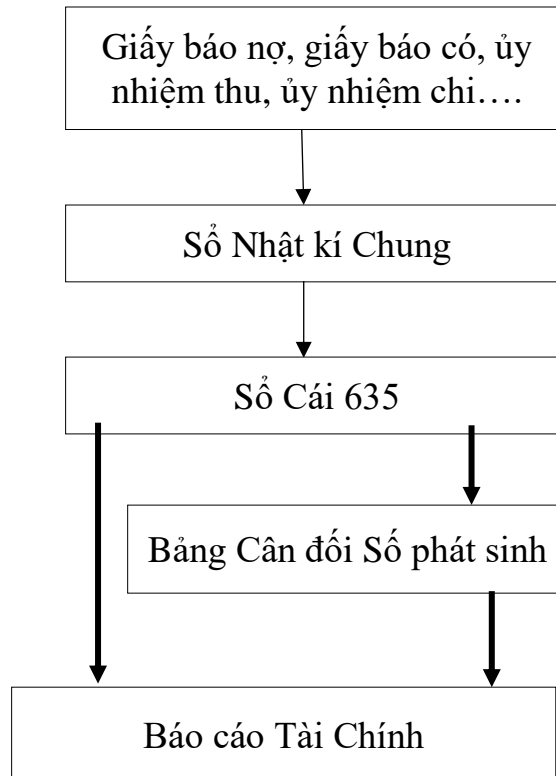 Giấy báo nợ, giấy báo có, ủy
nhiệm thu, ủy nhiệm chi….
Sổ Nhật kí Chung
Sổ Cái 635
Bảng Cân đối Số phát sinh
Báo cáo Tài Chính